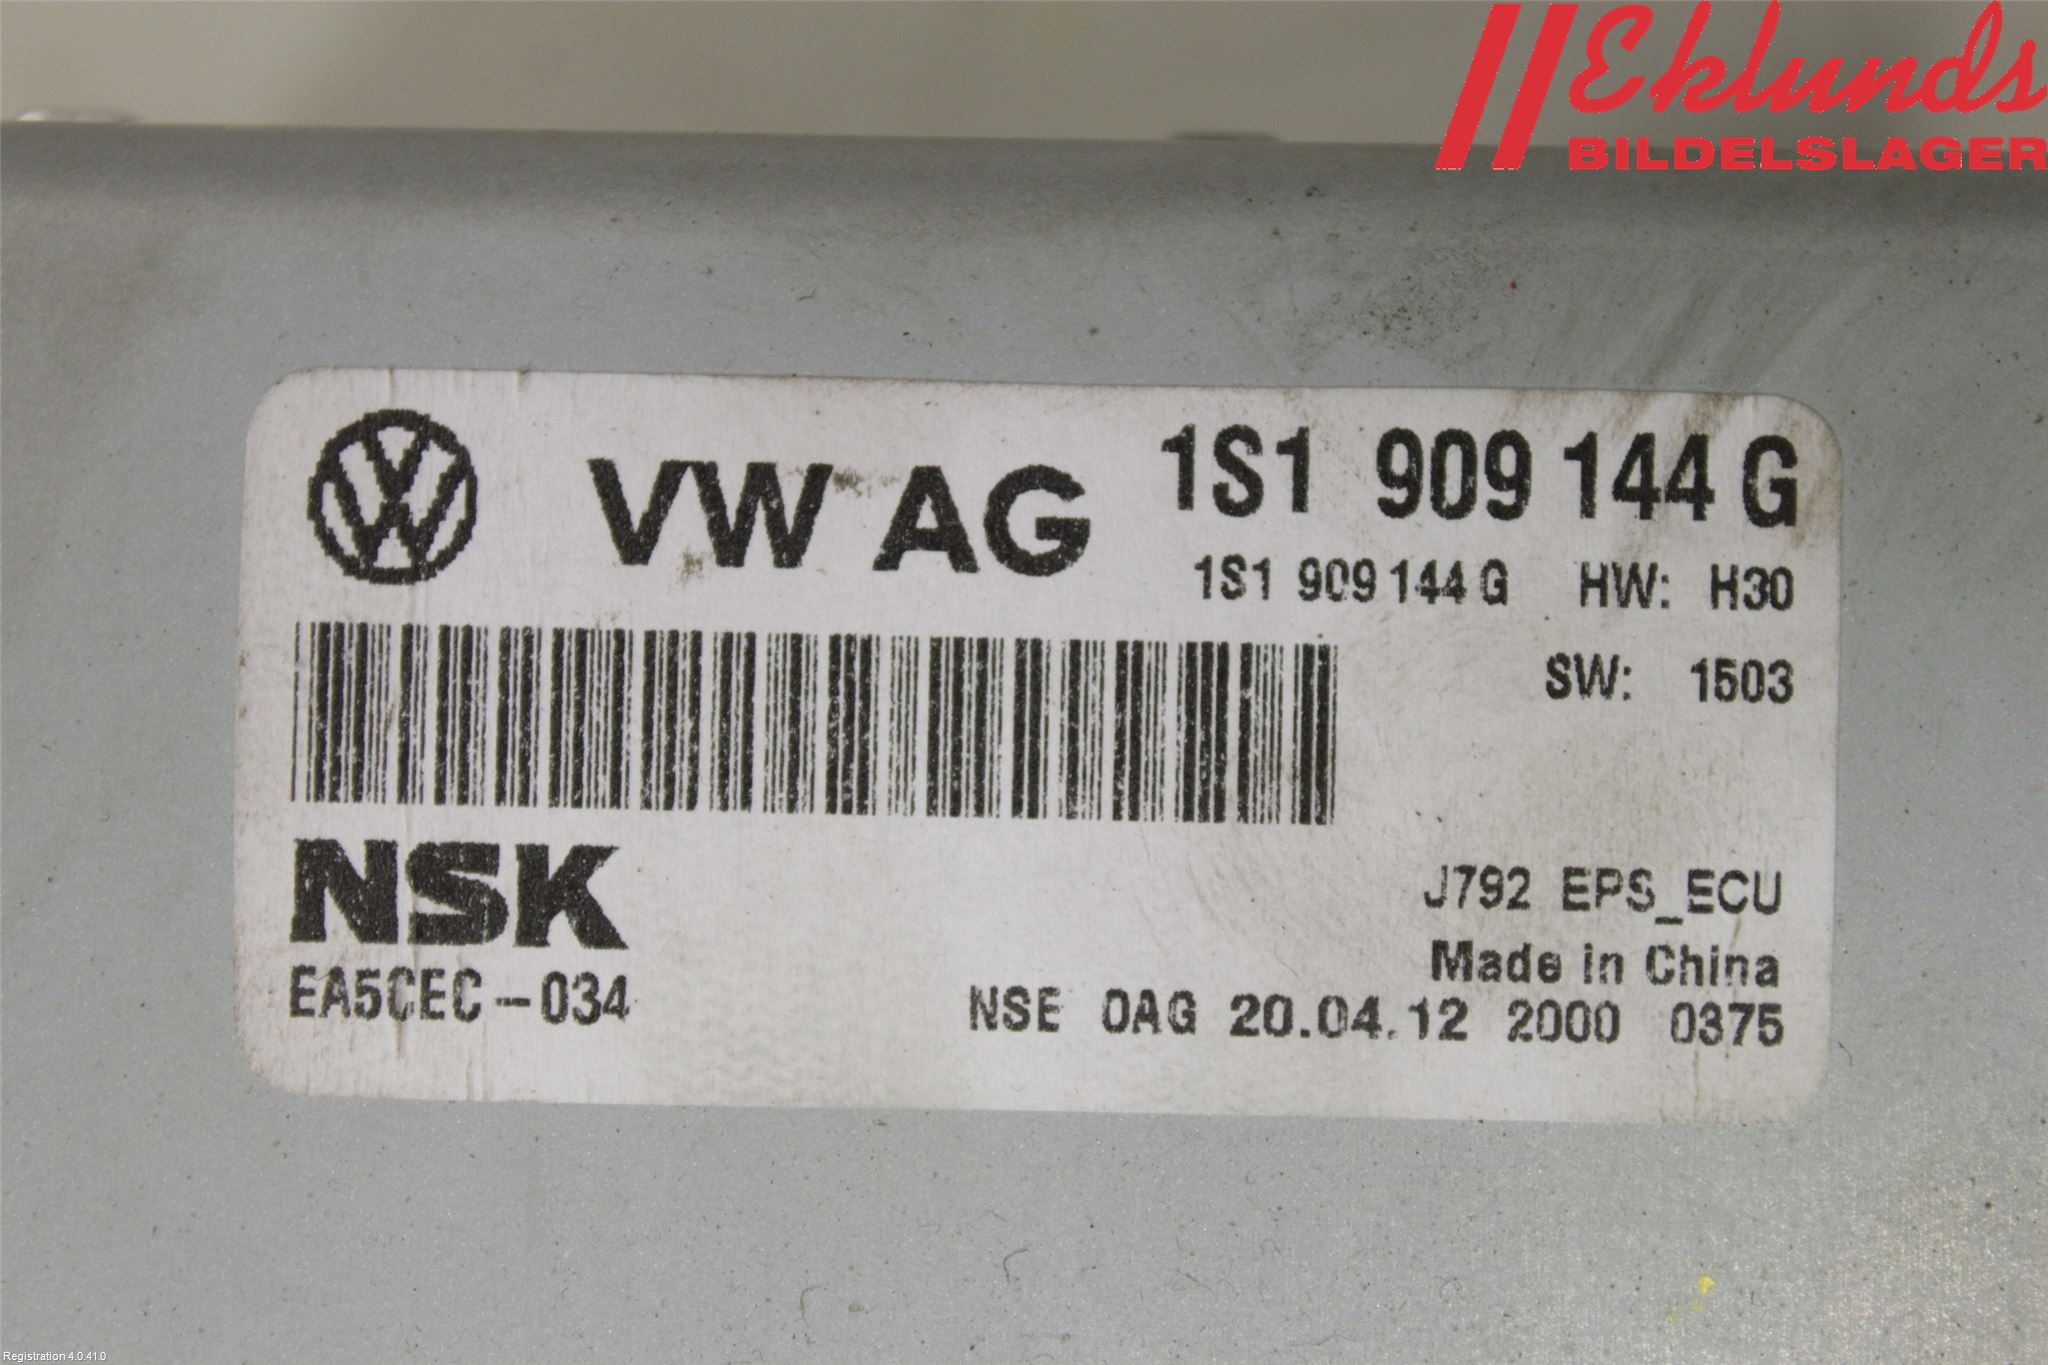 Eklunds
BILDELSLAGER
VW AG 1S1 909 144 G
1S1 909 144 G HW: H30
SW: 1503
NSK
J792 EPS_ECU
Made in China
EA5CEC-034
NSE 0AG 20.04.12 2000 0375
Registration 4.0.41.0